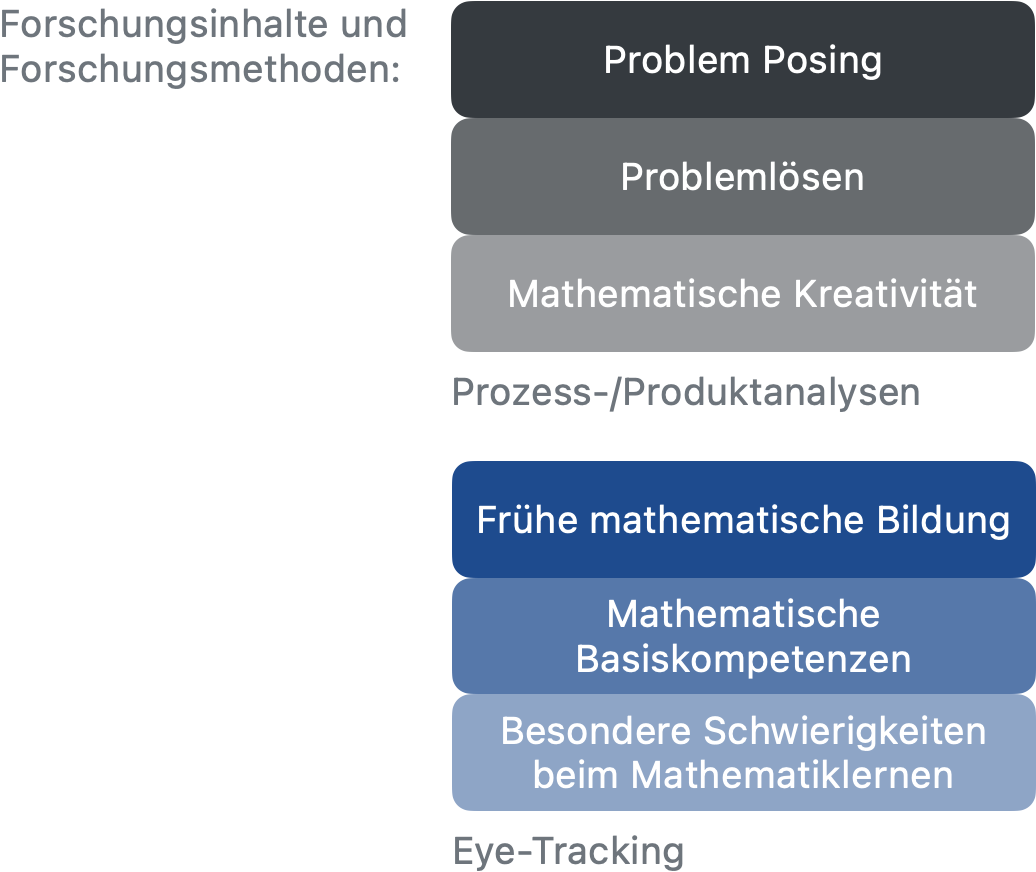 Forschungsinhalte und
Forschungsmethoden:
Problem Posing
Problemlösen
Mathematische Kreativität
Prozess-/Produktanalysen
Frühe mathematische Bildung
Mathematische
Basiskompetenzen
Besondere Schwierigkeiten
beim Mathematiklernen
Eye-Tracking